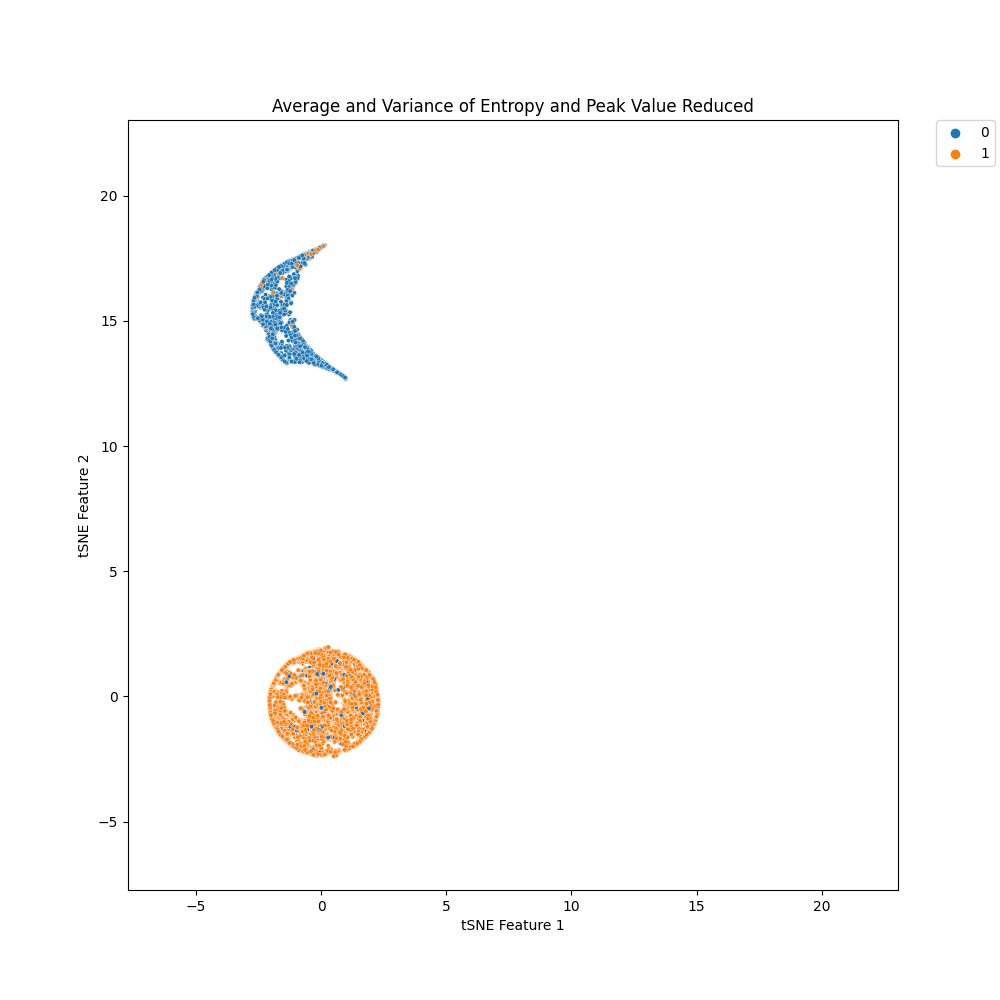 Average and Variance of Entropy and Peak Value Reduced
0
1
20
15
10
5
0
−5
tSNE Feature 2
−5 0 5 10 15 20
tSNE Feature 1